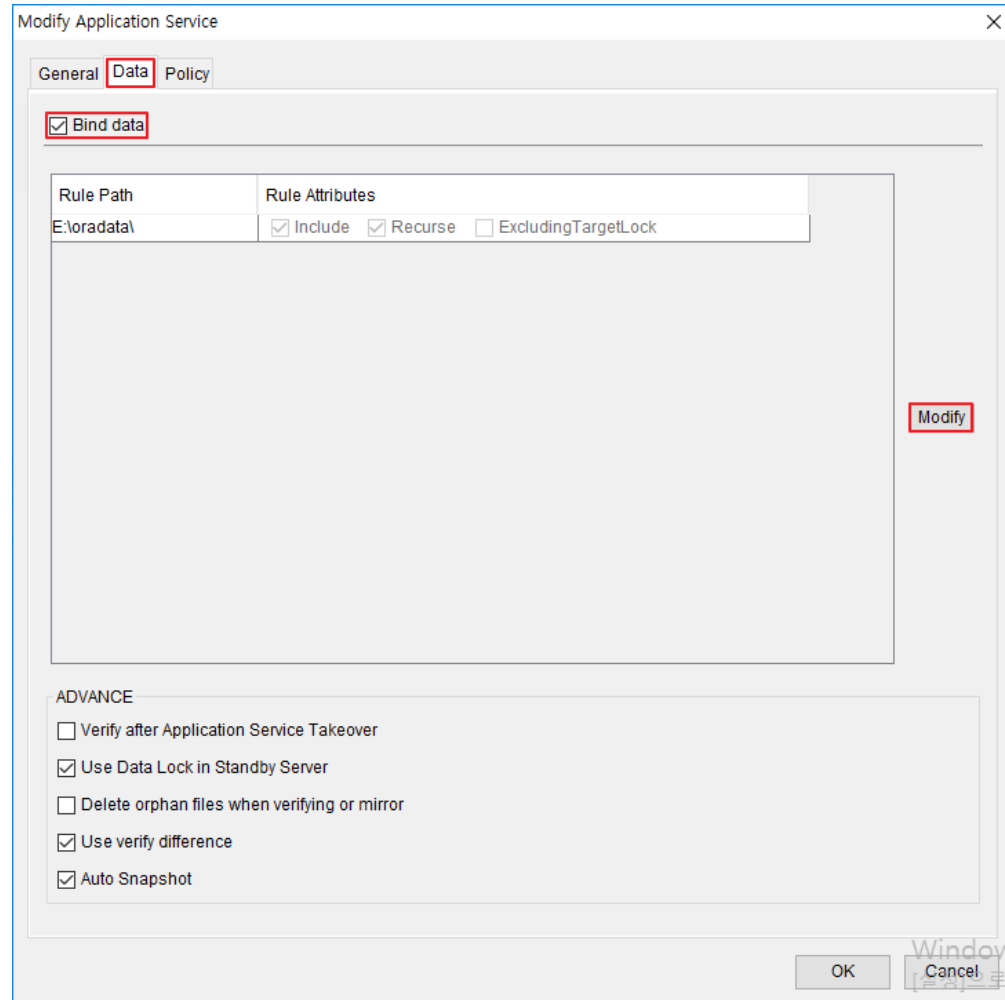 Modify Application Service
General Data Policy
Bind data
Rule Path Rule Attributes
E:\oradata\ Include Recurse ExcludingTargetLock
Modify
ADVANCE
Verify after Application Service Takeover
Use Data Lock in Standby Server
Delete orphan files when verifying or mirror
Use verify difference
Auto Snapshot
Window
OK Cancel